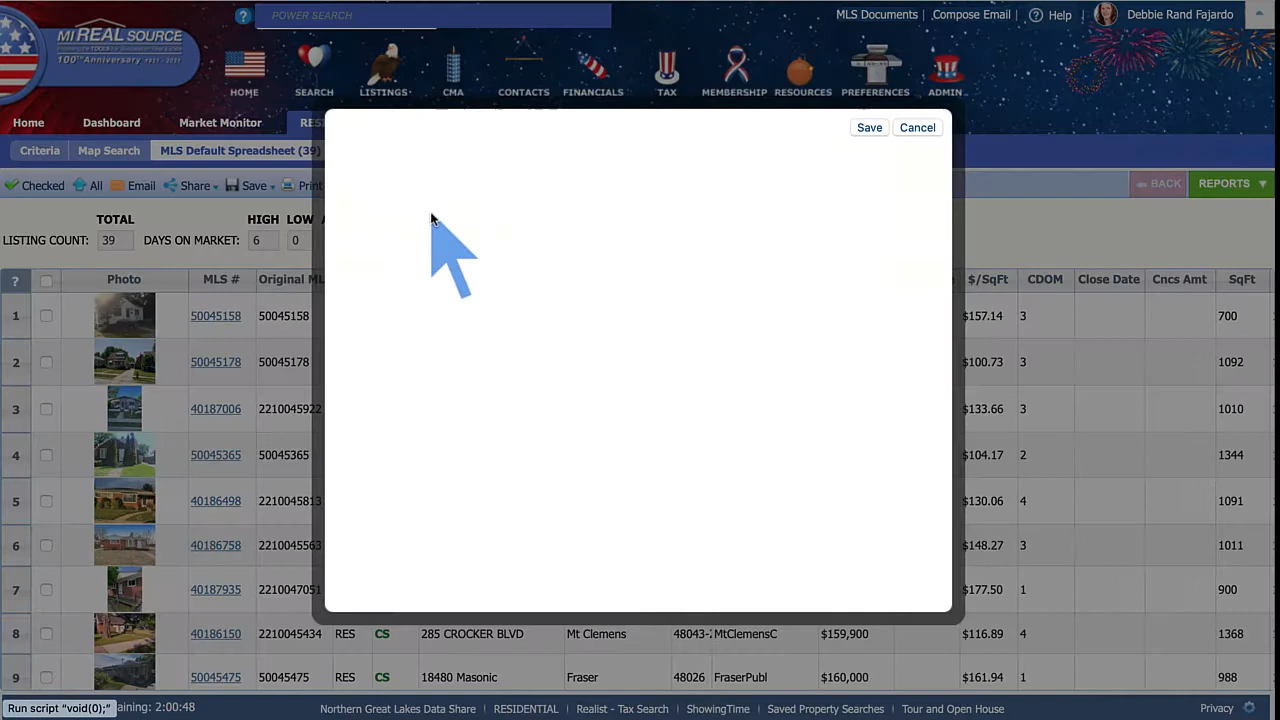 ? POWER SEARCH MLS Documents Compose Email ? Help Debbie Rand Fajardo
MI REAL SOURCE
100th Anniversary 1921 - 2021
HOME SEARCH LISTINGS CMA CONTACTS FINANCIALS TAX MEMBERSHIP RESOURCES PREFERENCES ADMIN
Home Dashboard Market Monitor RES
Save Cancel
Criteria Map Search MLS Default Spreadsheet (39)
Checked All Email Share Save Print BACK REPORTS
TOTAL HIGH LOW
LISTING COUNT: 39 DAYS ON MARKET: 6 0
? Photo MLS # Original ML $/SqFt CDOM Close Date Cncs Amt SqFt
1 50045158 50045158 $157.14 3 700
2 50045178 50045178 $100.73 3 1092
3 40187006 2210045922 $133.66 3 1010
4 50045365 50045365 $104.17 2 1344
5 40186498 2210045813 $130.06 4 1091
6 40186758 2210045563 $148.27 3 1011
7 40187935 2210047051 $177.50 1 900
8 40186150 2210045434 RES CS 285 CROCKER BLVD Mt Clemens 48043-2 MtClemensC $159,900 $116.89 4 1368
9 50045475 50045475 RES CS 18480 Masonic Fraser 48026 FraserPubl $160,000 $161.94 1 988
Run script "void(0);" aining: 2:00:48 Northern Great Lakes Data Share RESIDENTIAL Realist - Tax Search ShowingTime Saved Property Searches Tour and Open House Privacy